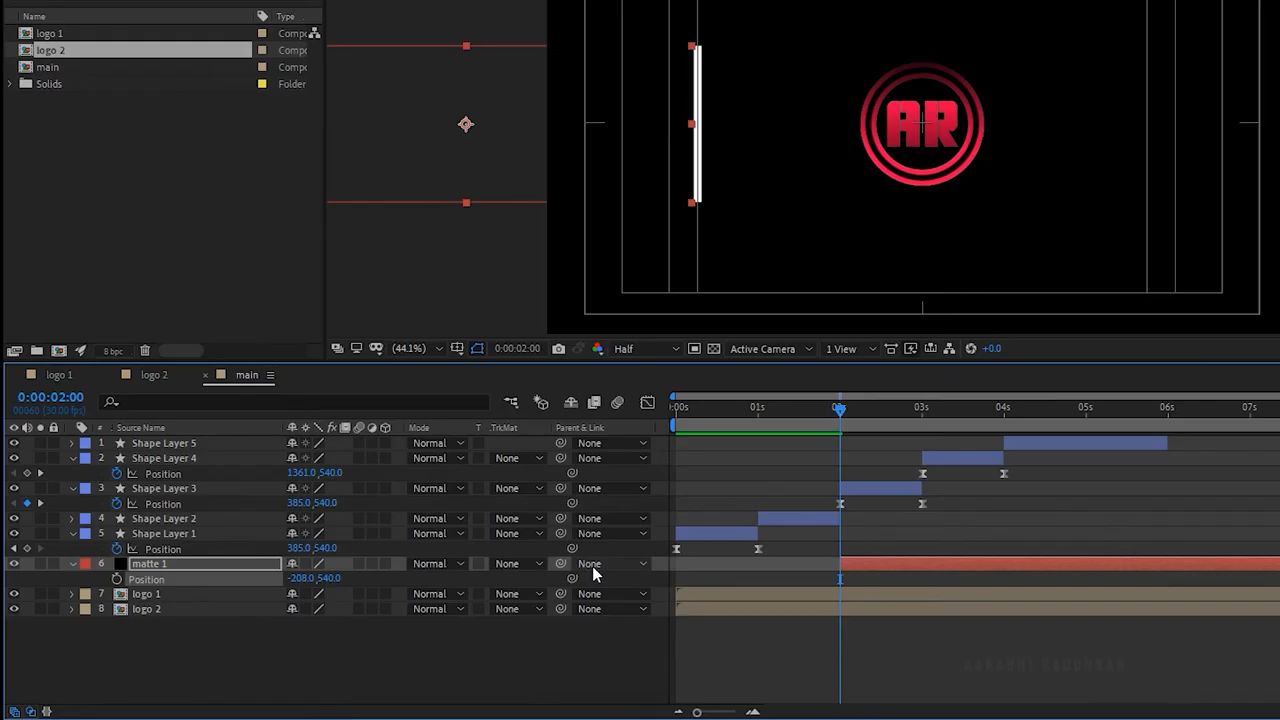 Name Type
logo 1 Compo
logo 2 Compo
main Compo
Solids Folder
AR
8 bpc
(44.1%) 0:00:02:00 Half Active Camera 1 View +0.0
logo 1 logo 2 main
0:00:02:00
00060 (30.00 fps)
:00s 01s 02s 03s 04s 05s 06s 07s
# Source Name Mode T .TrkMat Parent & Link
1 Shape Layer 5 Normal None
2 Shape Layer 4 Normal None None
Position 1361.0,540.0
3 Shape Layer 3 Normal None None
Position 385.0,540.0
4 Shape Layer 2 Normal None None
5 Shape Layer 1 Normal None None
Position 385.0,540.0
6 matte 1 Normal None None
Position -208.0,540.0
7 logo 1 Normal None None
8 logo 2 Normal None None